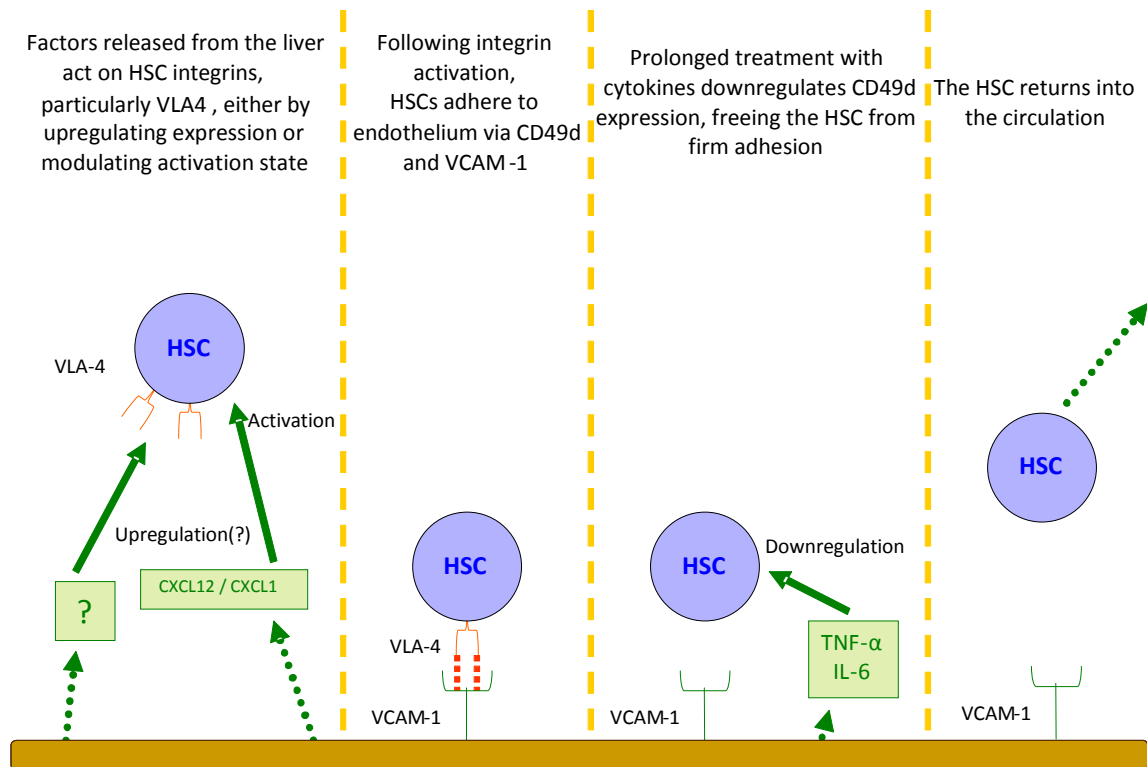 Factors released from the liver
act on HSC integrins,
particularly VLA4 , either by
upregulating expression or
modulating activation state
Following integrin
activation,
HSCs adhere to
endothelium via CD49d
and VCAM -1
Prolonged treatment with
cytokines downregulates CD49d
expression, freeing the HSC from
firm adhesion
The HSC returns into
the circulation
HSC
VLA-4
Activation
Upregulation(?)
?
CXCL12 / CXCL1
HSC
VLA-4
VCAM-1
HSC
Downregulation
TNF-α
IL-6
VCAM-1
HSC
VCAM-1